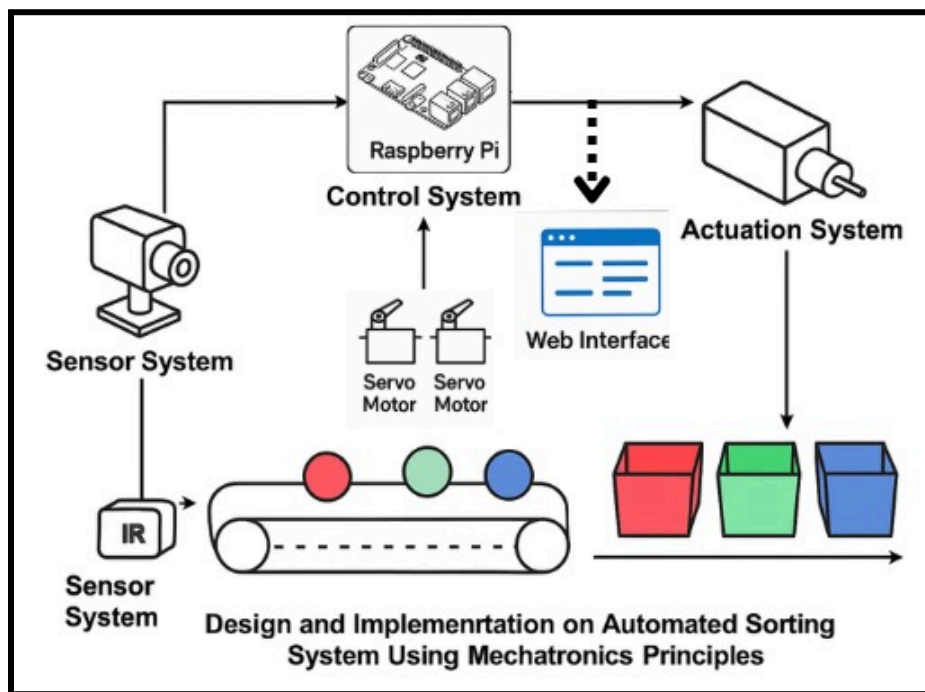 Raspberry Pi
Control System
Actuation System
Sensor System
Web Interface
Servo
Motor
Servo
Motor
IR
Sensor
System
Design and Implemenrtation on Automated Sorting
System Using Mechatronics Principles